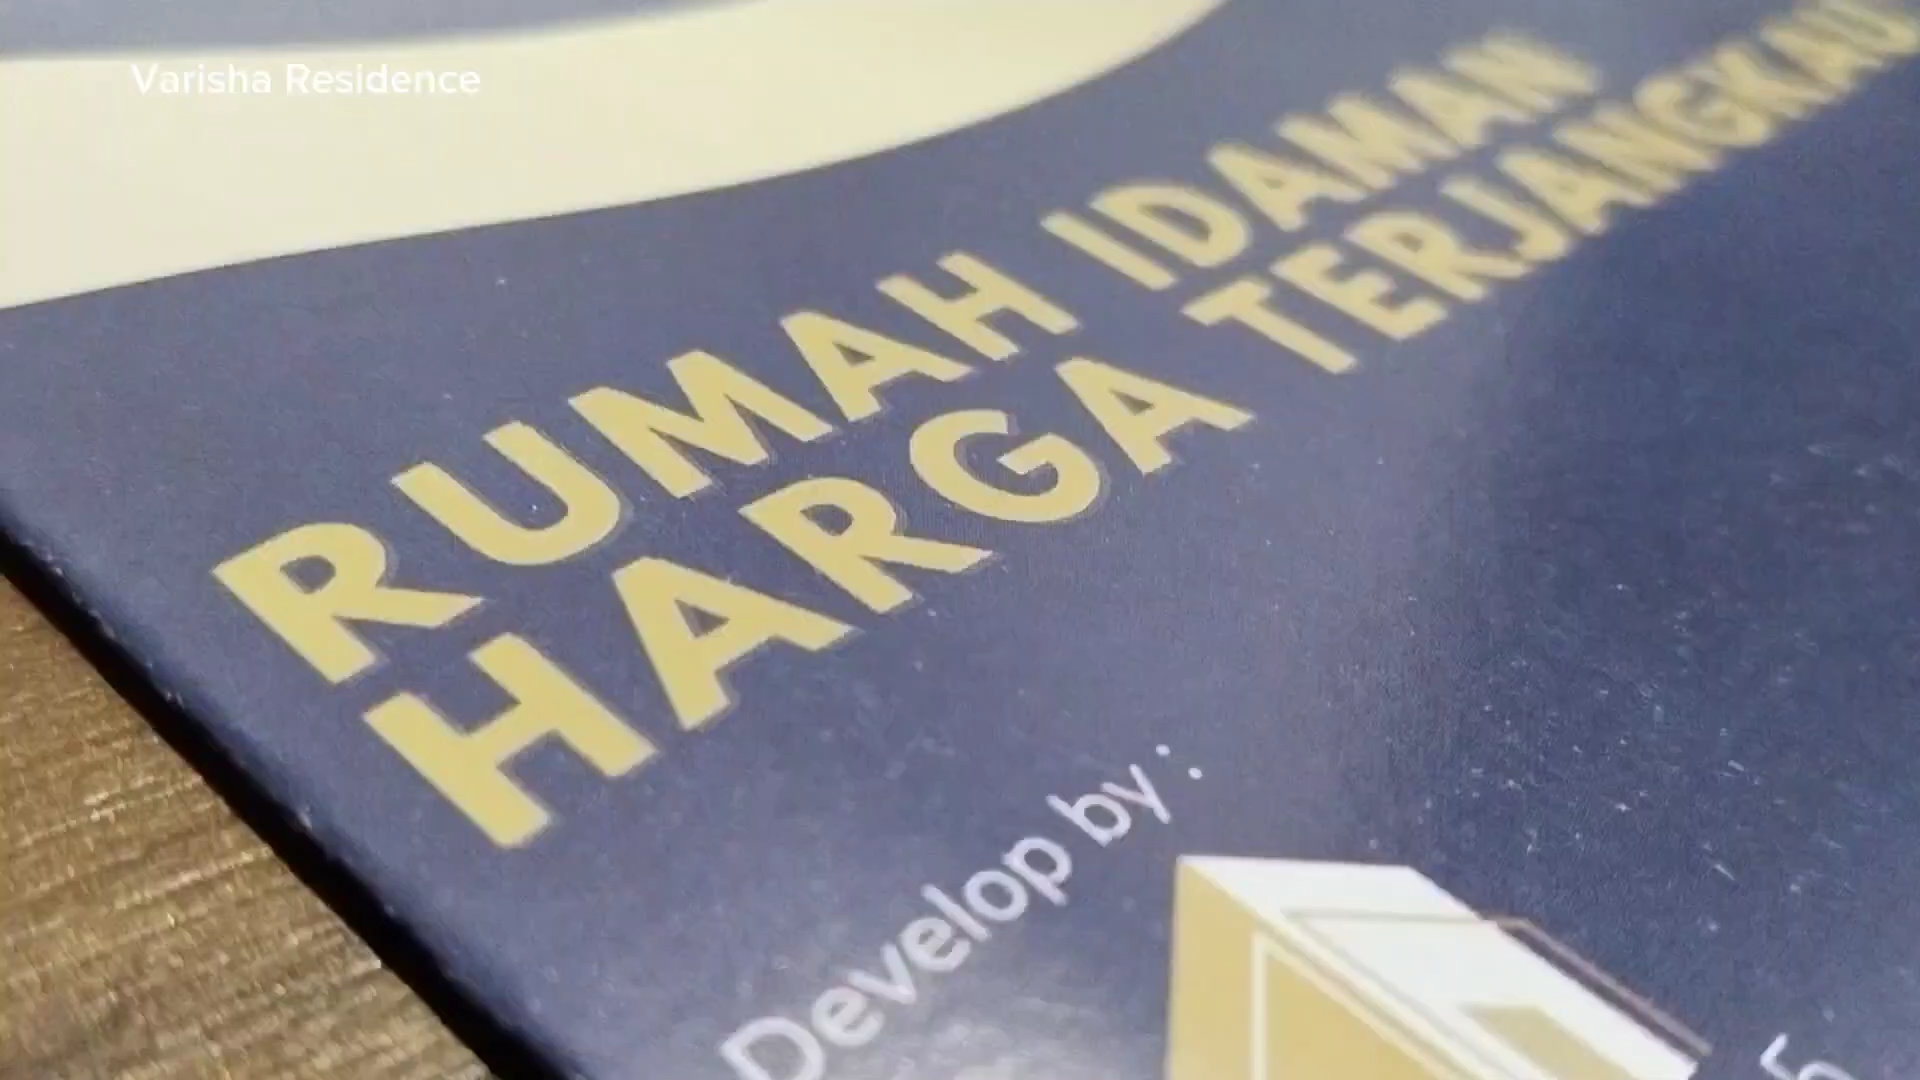 Varisha Residence
RUMAH IDAMAN
HARGA TERJANGKAU
Develop by :